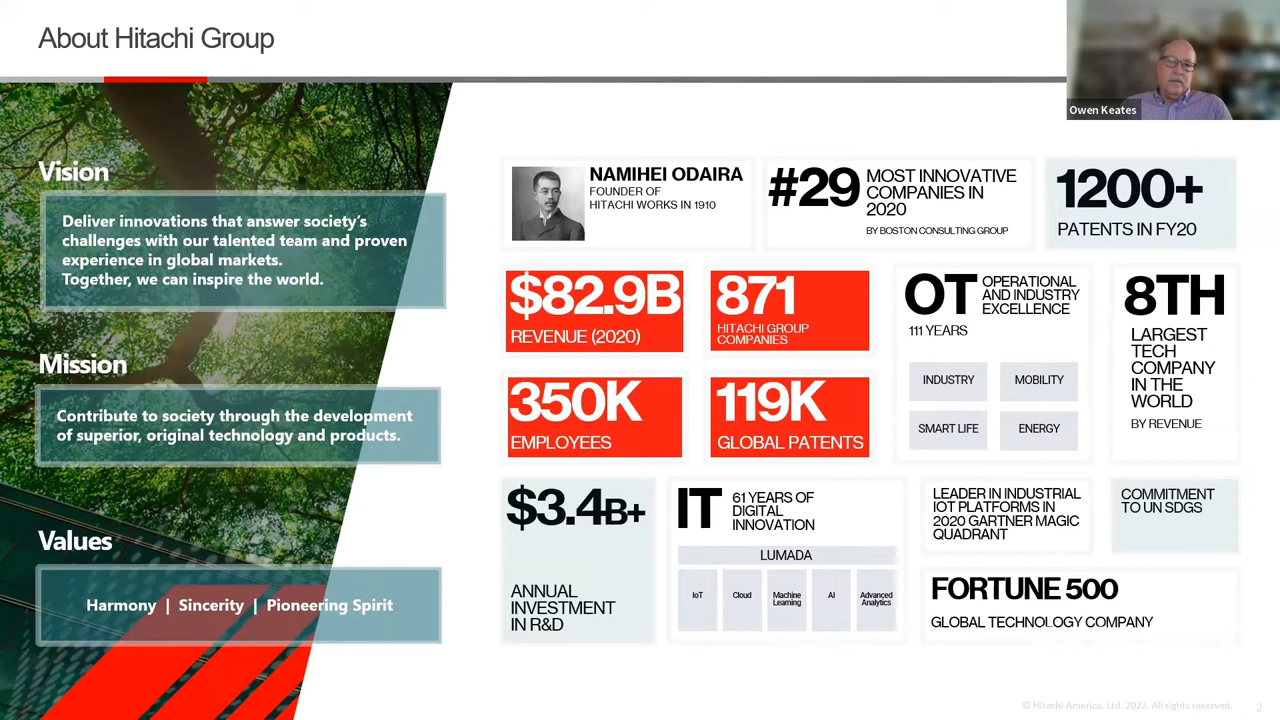 About Hitachi Group
Owen Keates
Vision
Deliver innovations that answer society's
challenges with our talented team and proven
experience in global markets.
Together, we can inspire the world.
Mission
Contribute to society through the development
of superior, original technology and products.
Values
Harmony | Sincerity | Pioneering Spirit
NAMIHEI ODAIRA
FOUNDER OF
HITACHI WORKS IN 1910
#29
MOST INNOVATIVE
COMPANIES IN
2020
BY BOSTON CONSULTING GROUP
1200+
PATENTS IN FY20
$82.9B
REVENUE (2020)
871
HITACHI GROUP
COMPANIES
350K
EMPLOYEES
119K
GLOBAL PATENTS
OT
OPERATIONAL
AND INDUSTRY
EXCELLENCE
111 YEARS
INDUSTRY
MOBILITY
SMART LIFE
ENERGY
8TH
LARGEST
TECH
COMPANY
IN THE
WORLD
BY REVENUE
$3.4B+
ANNUAL
INVESTMENT
IN R&D
IT
61 YEARS OF
DIGITAL
INNOVATION
LUMADA
IoT
Cloud
Machine
Learning
AI
Advanced
Analytics
LEADER IN INDUSTRIAL
IOT PLATFORMS IN
2020 GARTNER MAGIC
QUADRANT
COMMITMENT
TO UN SDGS
FORTUNE 500
GLOBAL TECHNOLOGY COMPANY
© Hitachi America, Ltd. 2022. All rights reserved.
2